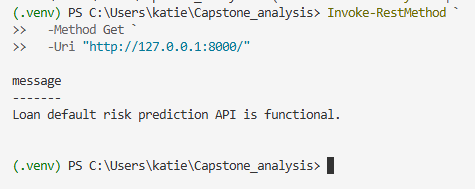 (.venv) PS C:\Users\katie\Capstone_analysis> Invoke-RestMethod `
>>   -Method Get `
>>   -Uri "http://127.0.0.1:8000/"
message
-------
Loan default risk prediction API is functional.
(.venv) PS C:\Users\katie\Capstone_analysis>